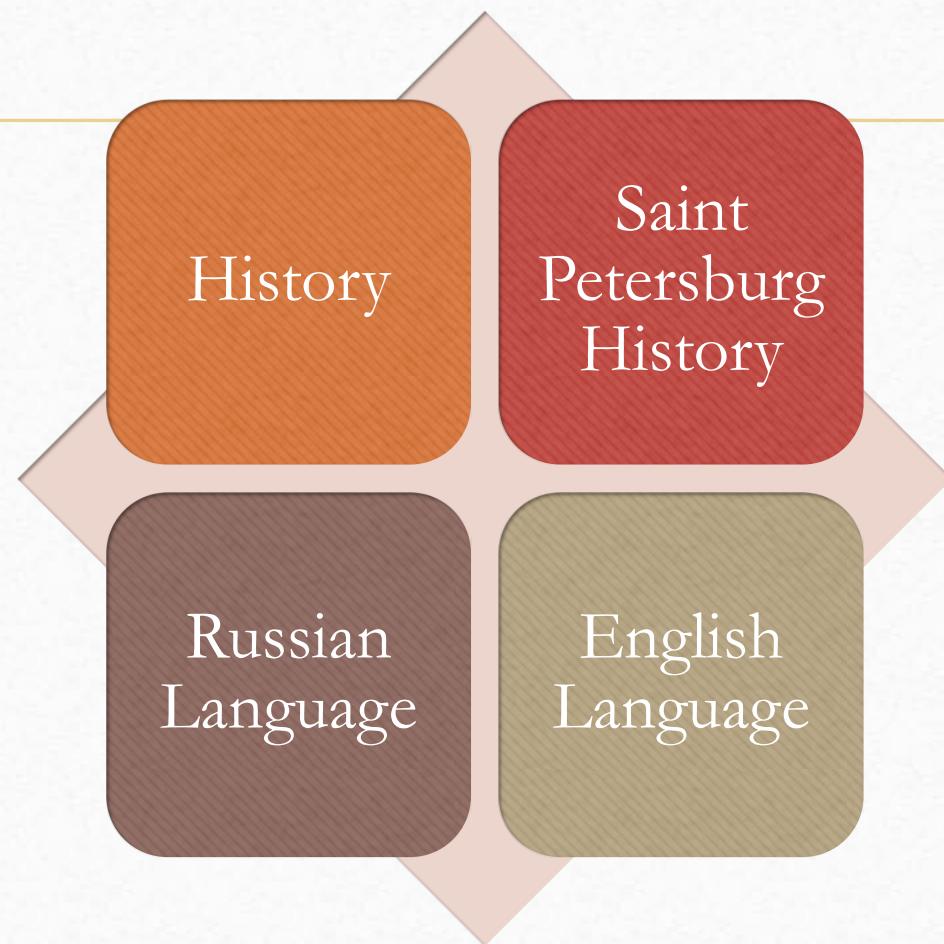 History
Saint
Petersburg
History
Russian
Language
English
Language